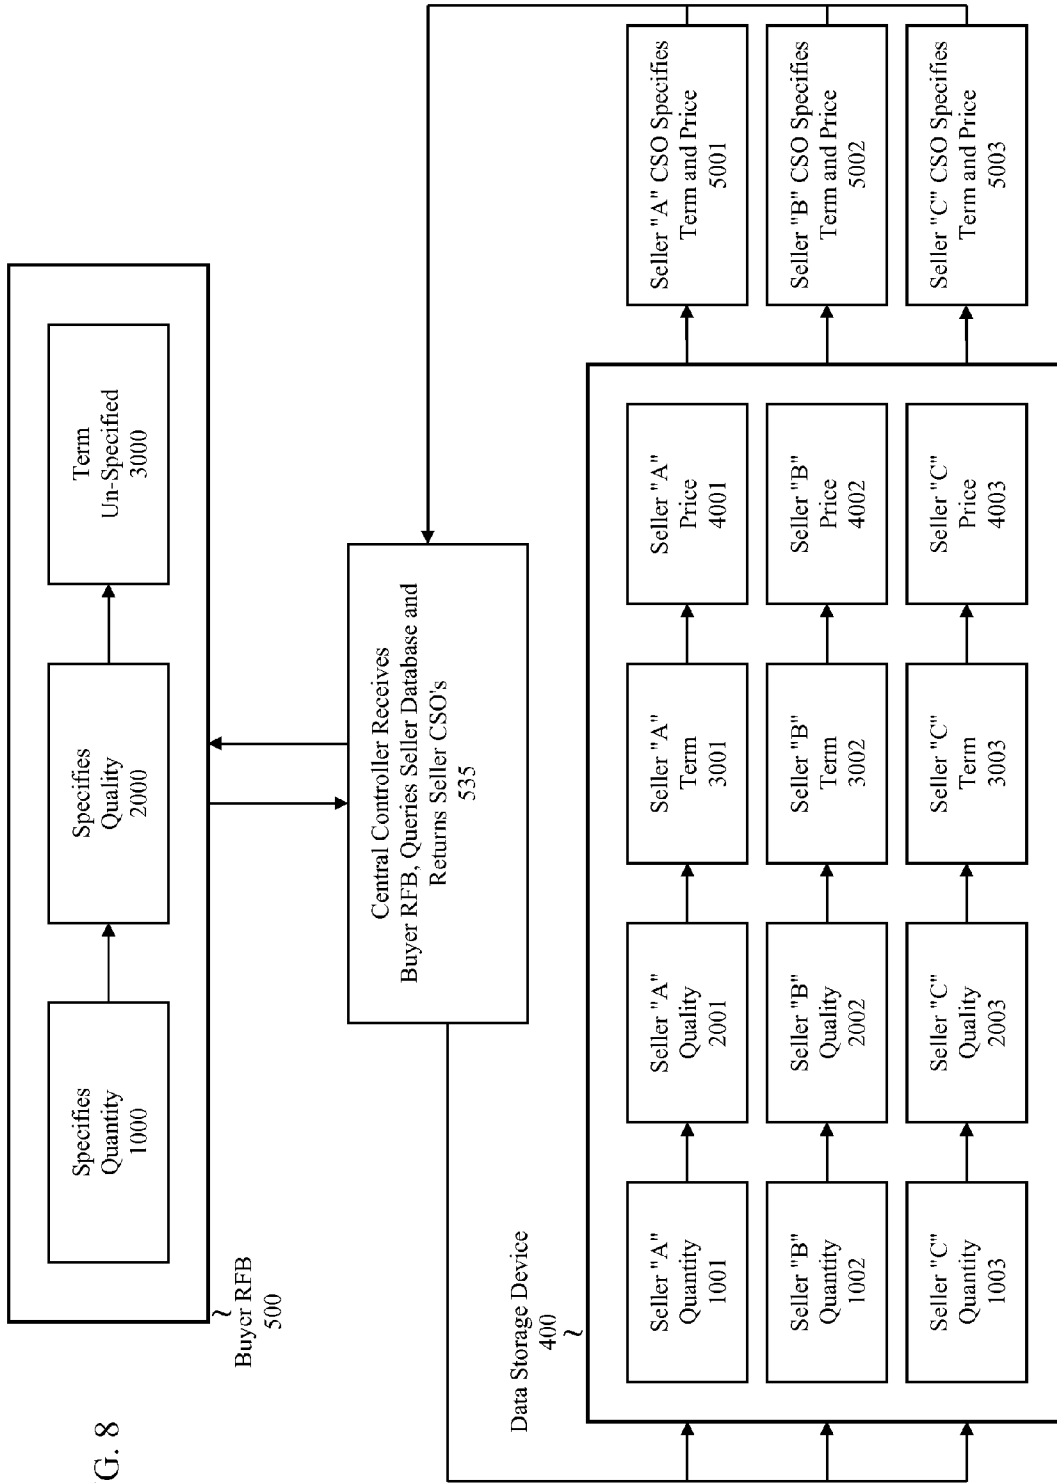 G. 8
Buyer RFB
500
Specifies
Quantity
1000
Specifies
Quality
2000
Term
Un-Specified
3000
Central Controller Receives
Buyer RFB, Queries Seller Database and
Returns Seller CSO's
535
Data Storage Device
400
Seller "A"
Quantity
1001
Seller "A"
Quality
2001
Seller "A"
Term
3001
Seller "A"
Price
4001
Seller "A" CSO Specifies
Term and Price
5001
Seller "B"
Quantity
1002
Seller "B"
Quality
2002
Seller "B"
Term
3002
Seller "B"
Price
4002
Seller "B" CSO Specifies
Term and Price
5002
Seller "C"
Quantity
1003
Seller "C"
Quality
2003
Seller "C"
Term
3003
Seller "C"
Price
4003
Seller "C" CSO Specifies
Term and Price
5003